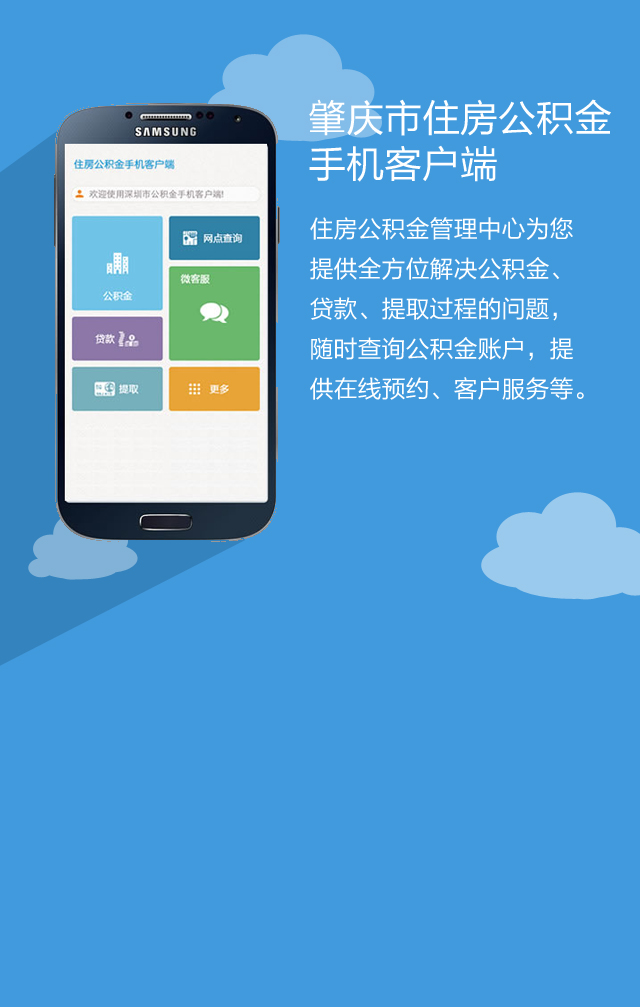 肇庆市住房公积金
手机客户端
住房公积金管理中心为您
提供全方位解决公积金、
贷款、提取过程的问题，
随时查询公积金账户，提
供在线预约、客户服务等。
SAMSUNG
住房公积金手机客户端
欢迎使用深圳市公积金手机客户端!
公积金
网点查询
微客服
贷款
提取
更多